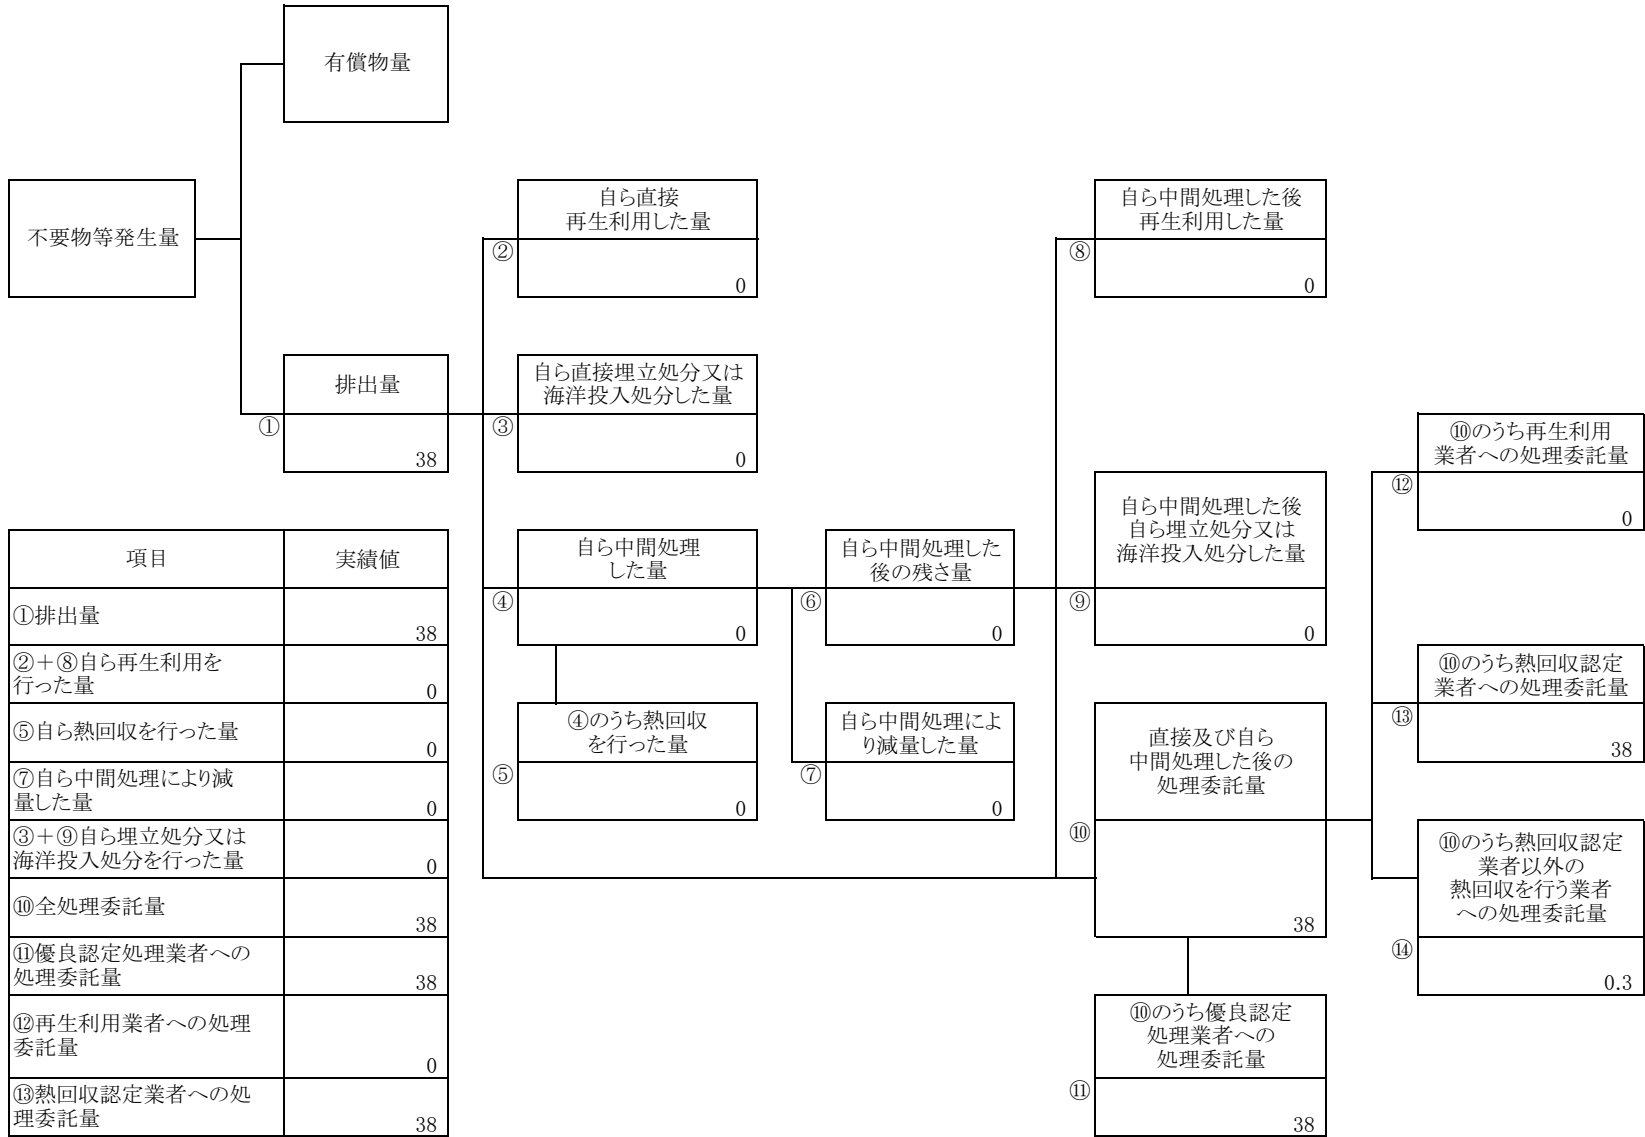 有償物量
不要物等発生量
自ら直接
再生利用した量
②
0
自ら中間処理した後
再生利用した量
⑧
0
排出量
①
38
自ら直接埋立処分又は
海洋投入処分した量
③
0
⑩のうち再生利用
業者への処理委託量
⑫
0
自ら中間処理
した量
④
0
自ら中間処理した
後の残さ量
⑥
0
自ら中間処理した後
自ら埋立処分又は
海洋投入処分した量
⑨
0
⑩のうち熱回収認定
業者への処理委託量
⑬
38
④のうち熱回収
を行った量
⑤
0
自ら中間処理によ
り減量した量
⑦
0
直接及び自ら
中間処理した後の
処理委託量
⑩
38
⑩のうち熱回収認定
業者以外の
熱回収を行う業者
への処理委託量
⑭
0.3
⑩のうち優良認定
処理業者への
処理委託量
⑪
38
項目 実績値
①排出量
38
②+⑧自ら再生利用を
行った量
0
⑤自ら熱回収を行った量
0
⑦自ら中間処理により減
量した量
0
③+⑨自ら埋立処分又は
海洋投入処分を行った量
0
⑩全処理委託量
38
⑪優良認定処理業者への
処理委託量
38
⑫再生利用業者への処理
委託量
0
⑬熱回収認定業者への処
理委託量
38